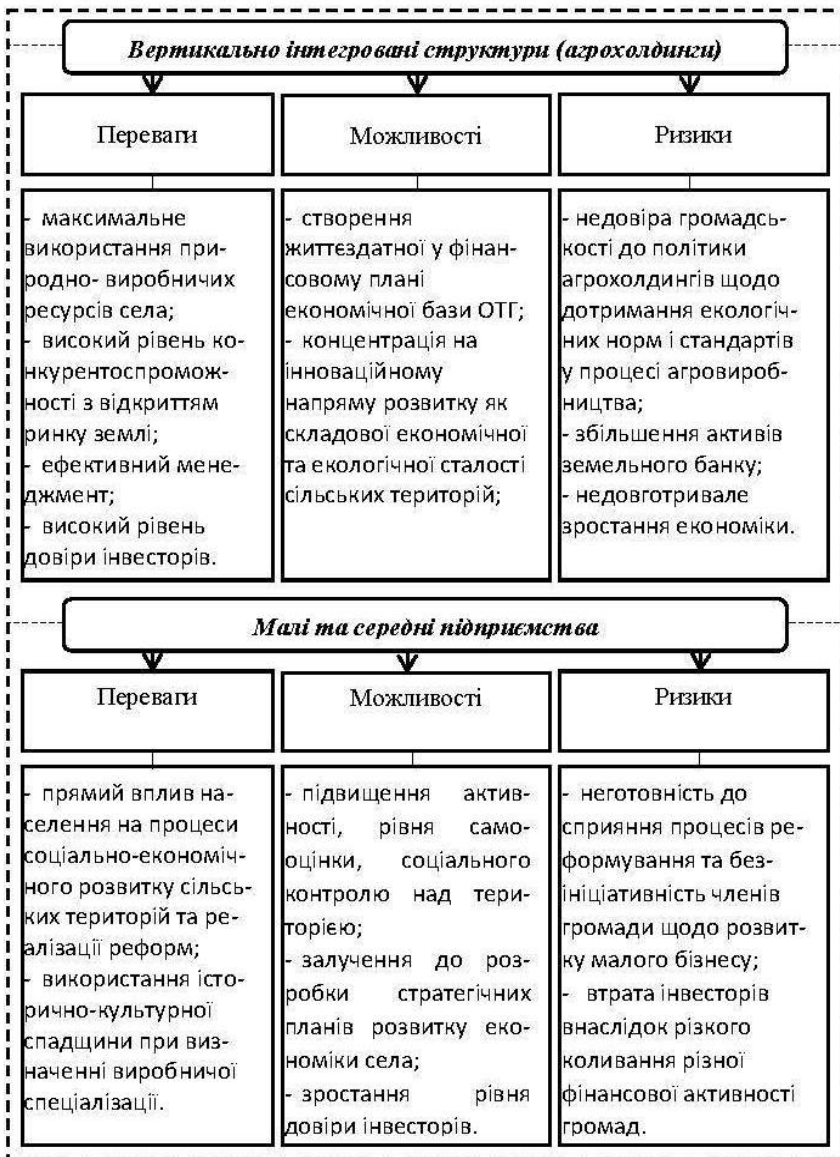 Вертикально інтегровані структури (агрохолдинги)
Переваги
Можливості
Ризики
- максимальне
використання при-
родно- виробничих
ресурсів села;
- високий рівень ко-
нкурентоспромож-
ності з відкриттям
ринку землі;
- ефективний мене-
джмент;
- високий рівень
довіри інвесторів.
- створення
життєздатної у фінан-
совому плані
економічної бази ОТГ;
- концентрація на
інноваційному
напряму розвитку як
складової економічної
та екологічної сталості
сільських територій;
- недовіра громадсь-
кості до політики
агрохолдингів щодо
дотримання екологіч-
них норм і стандартів
у процесі агровироб-
ництва;
- збільшення активів
земельного банку;
- недовготривале
зростання економіки.
Малі та середні підприємства
Переваги
Можливості
Ризики
- прямий вплив на-
селення на процеси
соціально-економіч-
ного розвитку сільсь-
ких територій та ре-
алізації реформ;
- використання істо-
рично-культурної
спадщини при виз-
наченні виробничої
спеціалізації.
- підвищення актив-
ності, рівня само-
оцінки, соціального
контролю над тери-
торією;
- залучення до роз-
робки стратегічних
планів розвитку еко-
номіки села;
- зростання рівня
довіри інвесторів.
- неготовність до
сприяння процесів ре-
формування та без-
ініціативність членів
громади щодо розвит-
ку малого бізнесу;
- втрата інвесторів
внаслідок різкого
коливання різної
фінансової активності
громад.